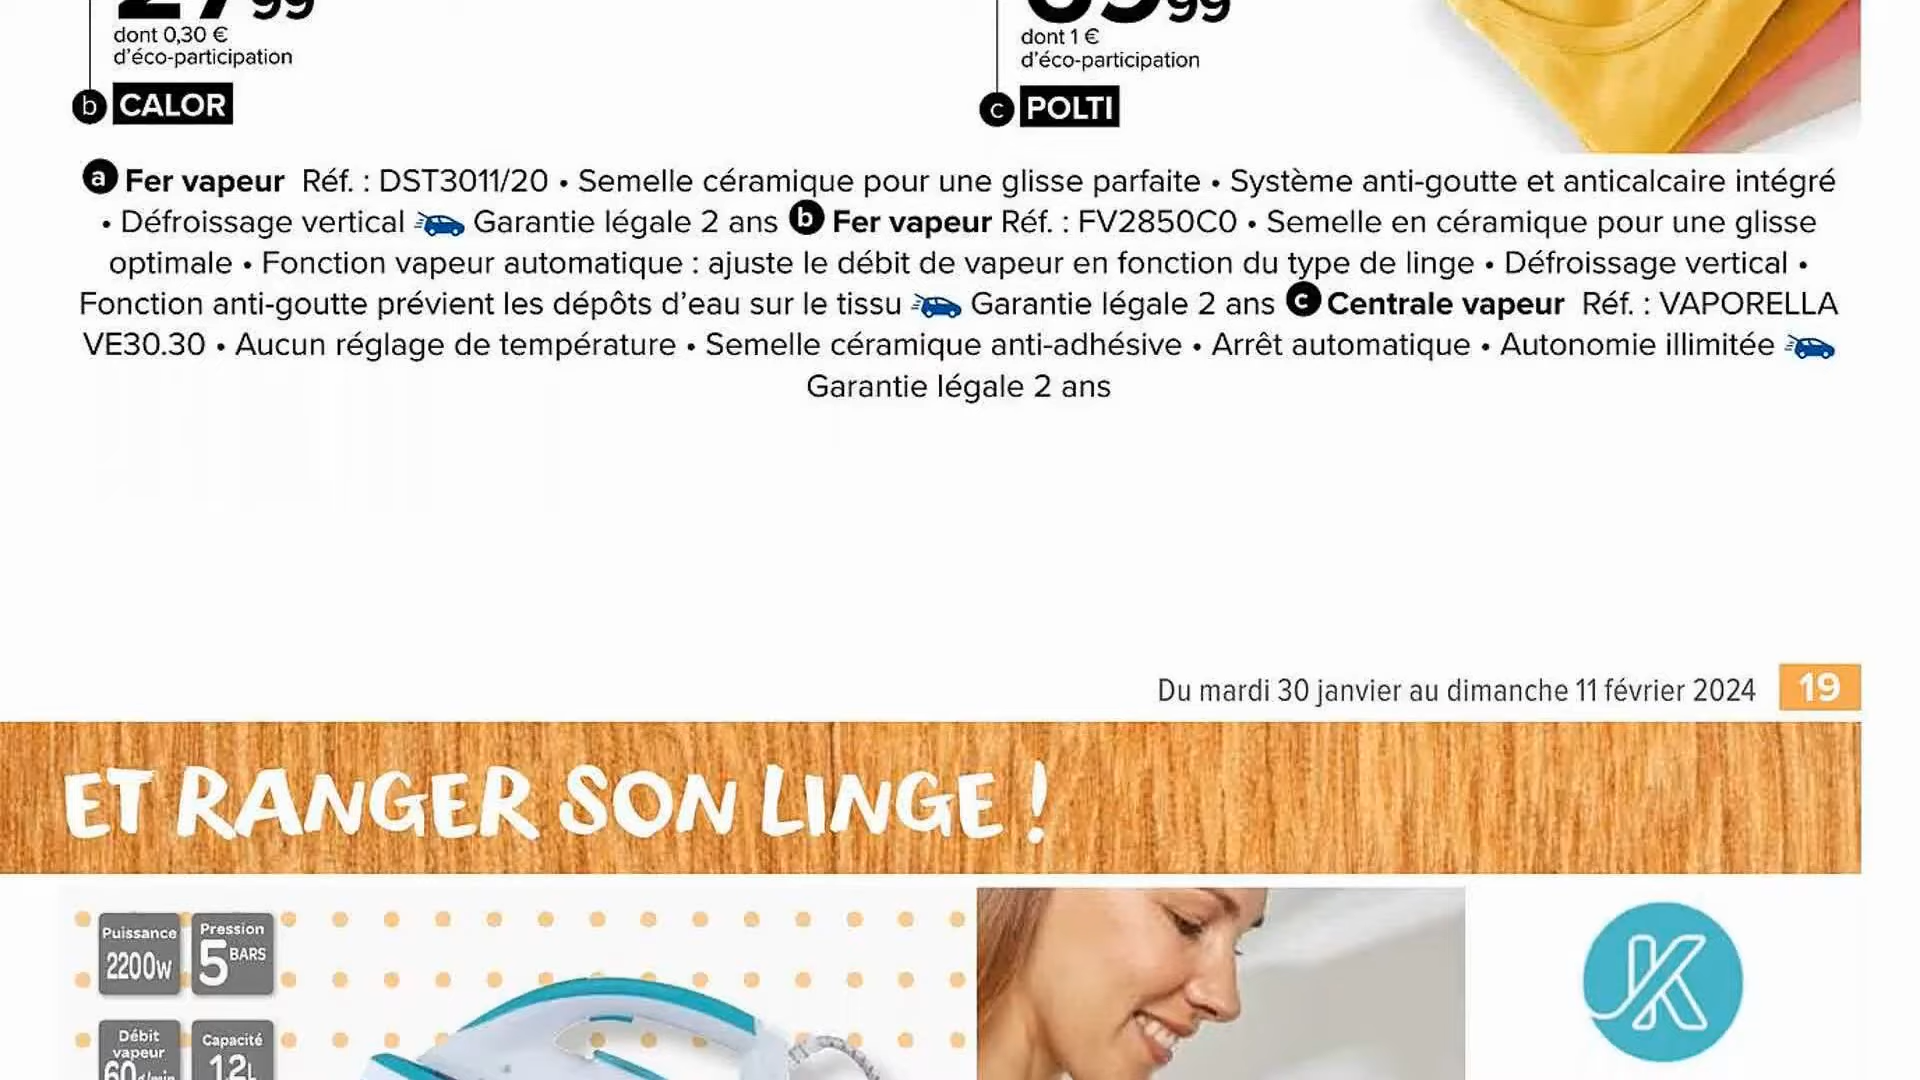 99
99
dont 0,30 €
d'éco-participation
dont 1 €
d'éco-participation
b CALOR
c POLTI
a Fer vapeur Réf. : DST3011/20 • Semelle céramique pour une glisse parfaite • Système anti-goutte et anticalcaire intégré
• Défroissage vertical Garantie légale 2 ans b Fer vapeur Réf. : FV2850C0 • Semelle en céramique pour une glisse
optimale • Fonction vapeur automatique : ajuste le débit de vapeur en fonction du type de linge • Défroissage vertical •
Fonction anti-goutte prévient les dépôts d'eau sur le tissu Garantie légale 2 ans c Centrale vapeur Réf. : VAPORELLA
VE30.30 • Aucun réglage de température • Semelle céramique anti-adhésive • Arrêt automatique • Autonomie illimitée
Garantie légale 2 ans
Du mardi 30 janvier au dimanche 11 février 2024 19
ET RANGER SON LINGE !
Puissance
2200w
Pression
5 BARS
Débit
vapeur
60 g/min
Capacité
1,2L